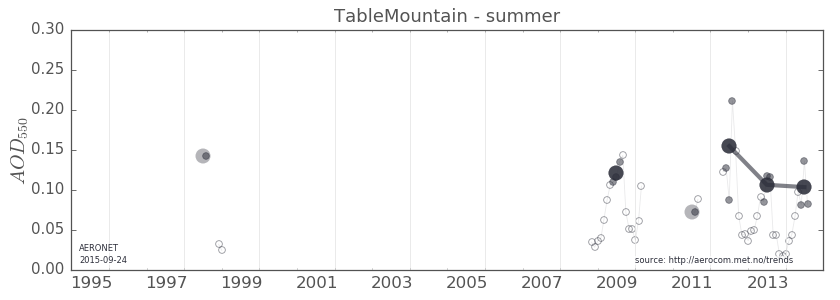 TableMountain - summer
0.30
0.25
0.20
0.15
0.10
0.05
0.00
AOD550
AERONET
2015-09-24
source: http://aerocom.met.no/trends
1995 1997 1999 2001 2003 2005 2007 2009 2011 2013